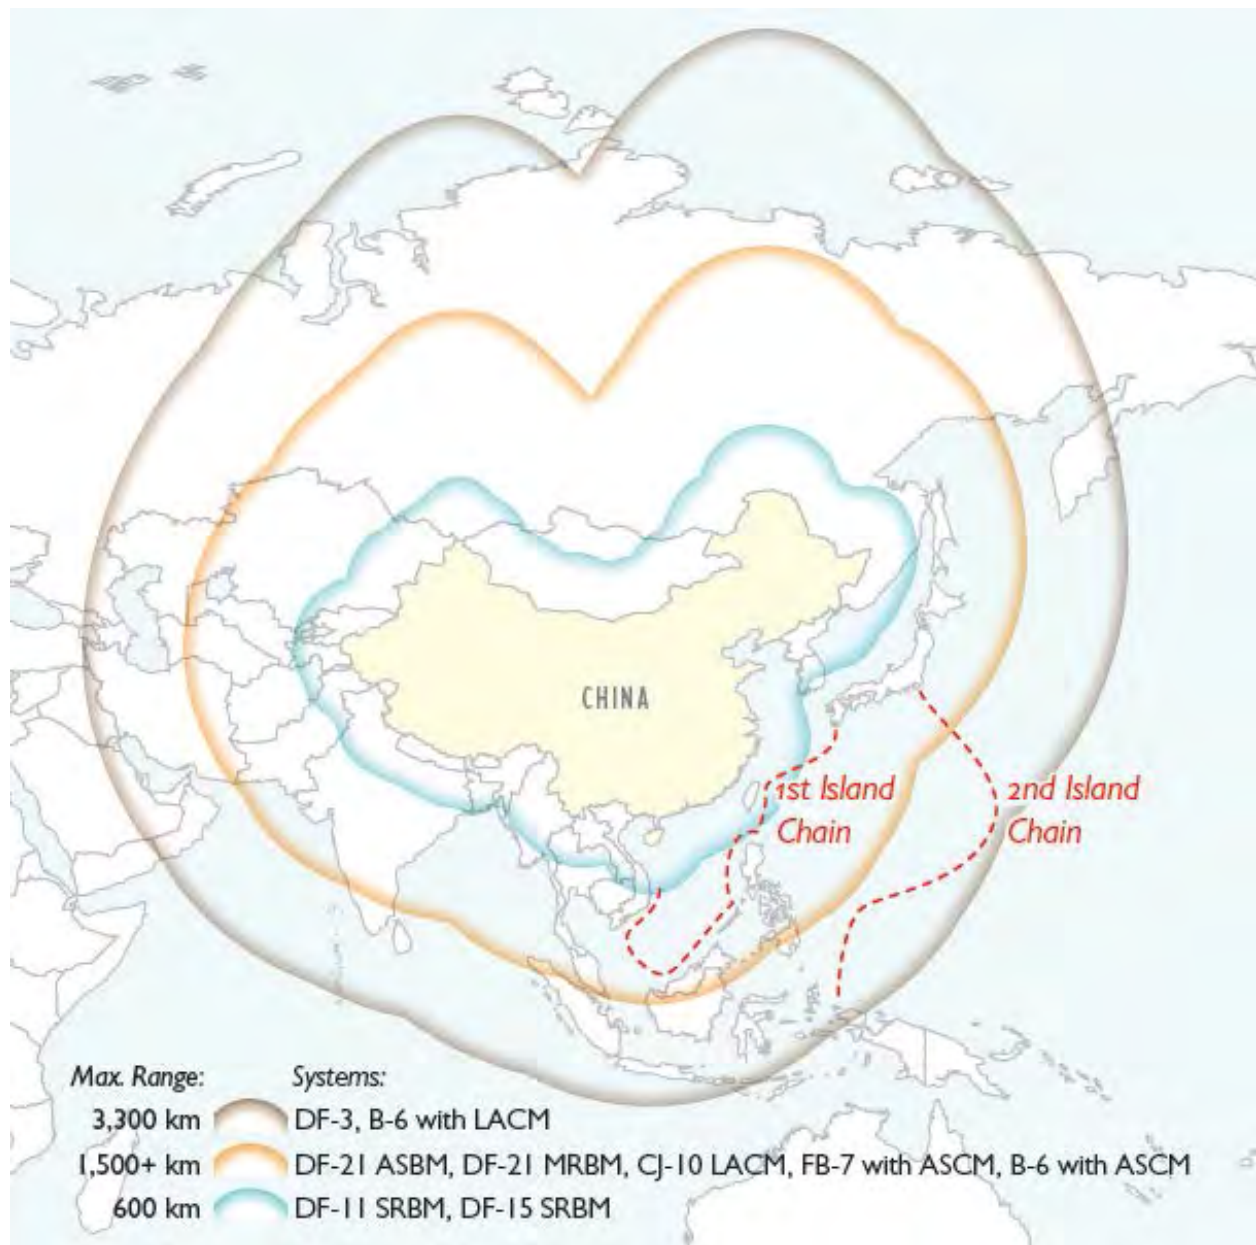 CHINA
1st Island
Chain
2nd Island
Chain
Max. Range:
Systems:
3,300 km
DF-3, B-6 with LACM
1,500+ km
DF-21 ASBM, DF-21 MRBM, CJ-10 LACM, FB-7 with ASCM, B-6 with ASCM
600 km
DF-11 SRBM, DF-15 SRBM